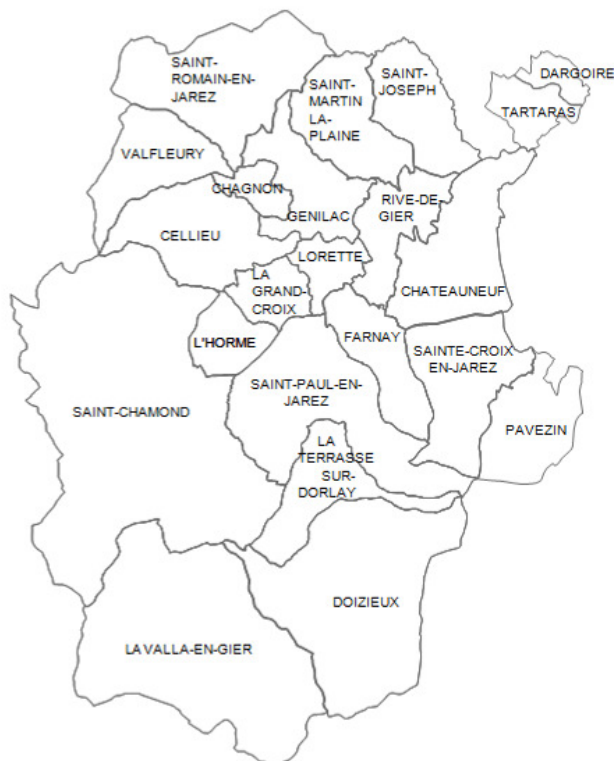 SAINT-
ROMAIN-EN-
JAREZ
SAINT-
MARTIN
LA-
PLAINE
SAINT-
JOSEPH
DARGOIRE
TARTARAS
VALFLEURY
CHAGNON
GENILAC
RIVE-DE-
GIER
CELLIEU
LORETTE
LA
GRAND-
CROIX
CHATEAUNEUF
L'HORME
FARNAY
SAINTE-CROIX
EN-JAREZ
SAINT-PAUL-EN-
JAREZ
SAINT-CHAMOND
PAVEZIN
LA
TERRASSE
SUR-
DORLAY
DOIZIEUX
LA VALLA-EN-GIER